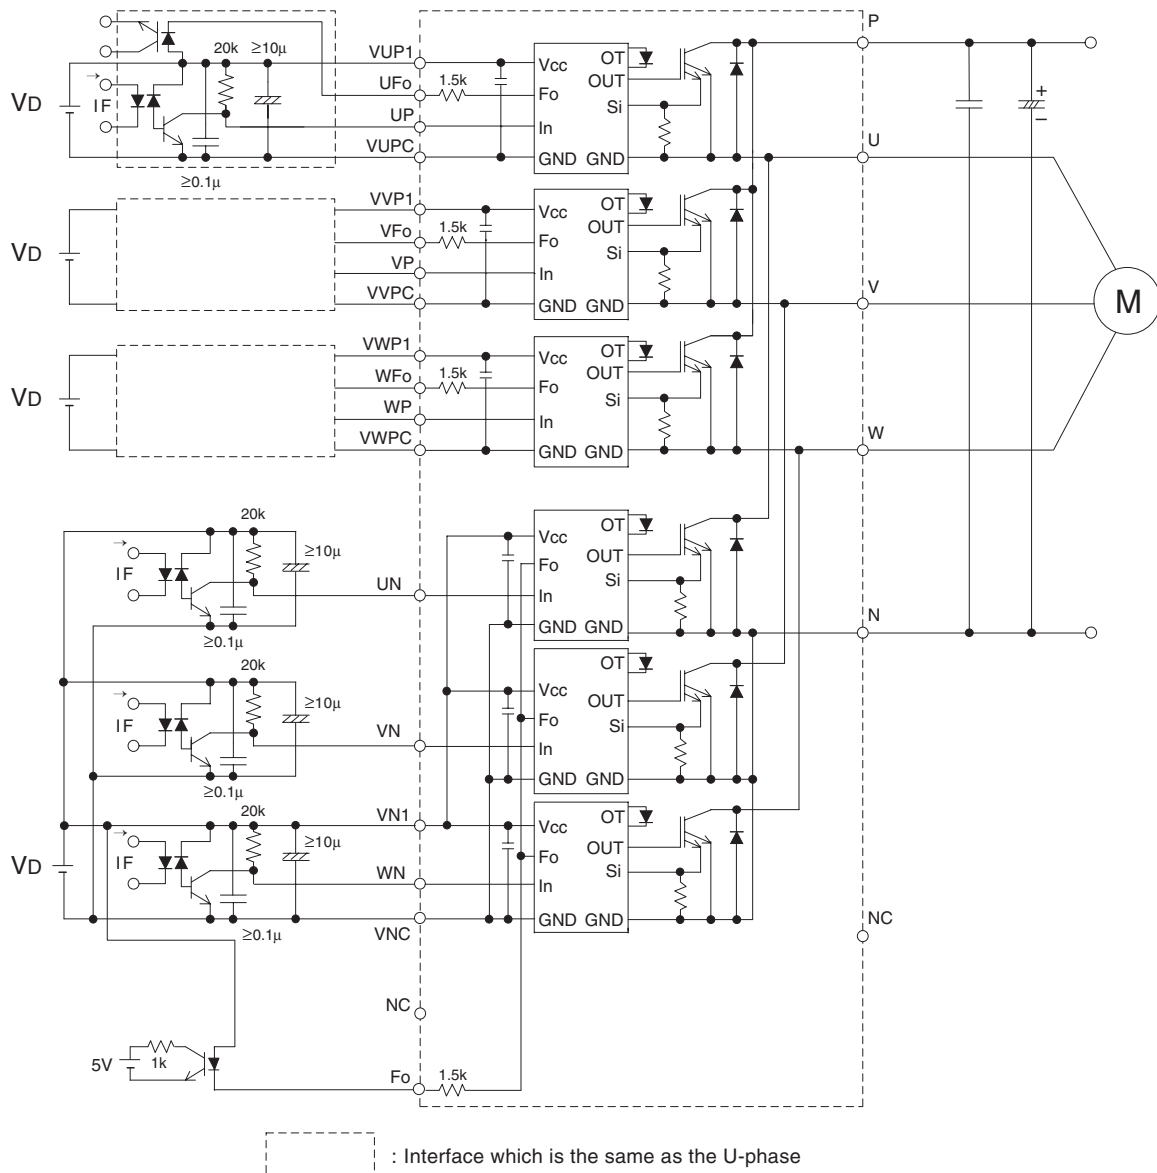 P
20k
≥10µ
VUP1
Vcc
OT
OUT
UFo
1.5k
Fo
Si
VD
IF
→
UP
In
VUPC
GND
GND
U
≥0.1µ
+
–
VVP1
Vcc
OT
OUT
VFo
1.5k
Fo
Si
VD
VP
In
VVPC
GND
GND
V
M
VWP1
Vcc
OT
OUT
WFo
1.5k
Fo
Si
VD
WP
In
VWPC
GND
GND
W
20k
≥10µ
→
IF
Vcc
OT
OUT
Fo
Si
UN
In
≥0.1µ
GND
GND
N
20k
≥10µ
→
IF
Vcc
OT
OUT
Fo
Si
VN
In
≥0.1µ
GND
GND
20k
≥10µ
→
IF
VN1
Vcc
OT
OUT
Fo
Si
VD
WN
In
≥0.1µ
VNC
GND
GND
NC
NC
5V
1k
Fo
1.5k
: Interface which is the same as the U-phase